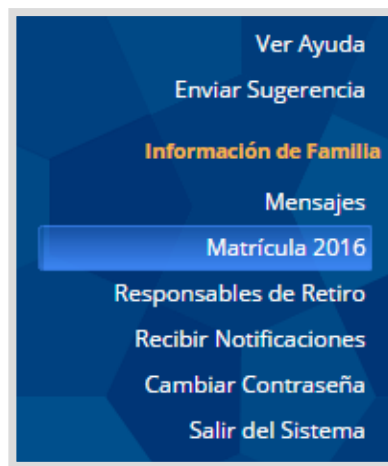 Ver Ayuda
Enviar Sugerencia
Información de Familia
Mensajes
Matrícula 2016
Responsables de Retiro
Recibir Notificaciones
Cambiar Contraseña
Salir del Sistema